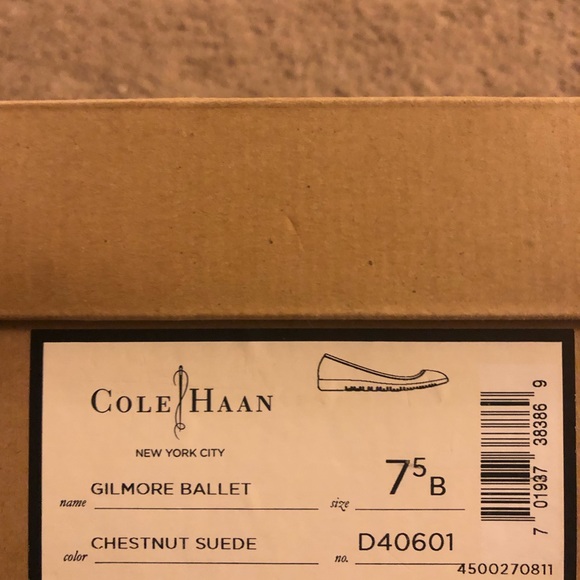 COLE HAAN
NEW YORK CITY
name GILMORE BALLET
size 7⁵ B
color CHESTNUT SUEDE
no. D40601
7 01937 38386 9
4500270811